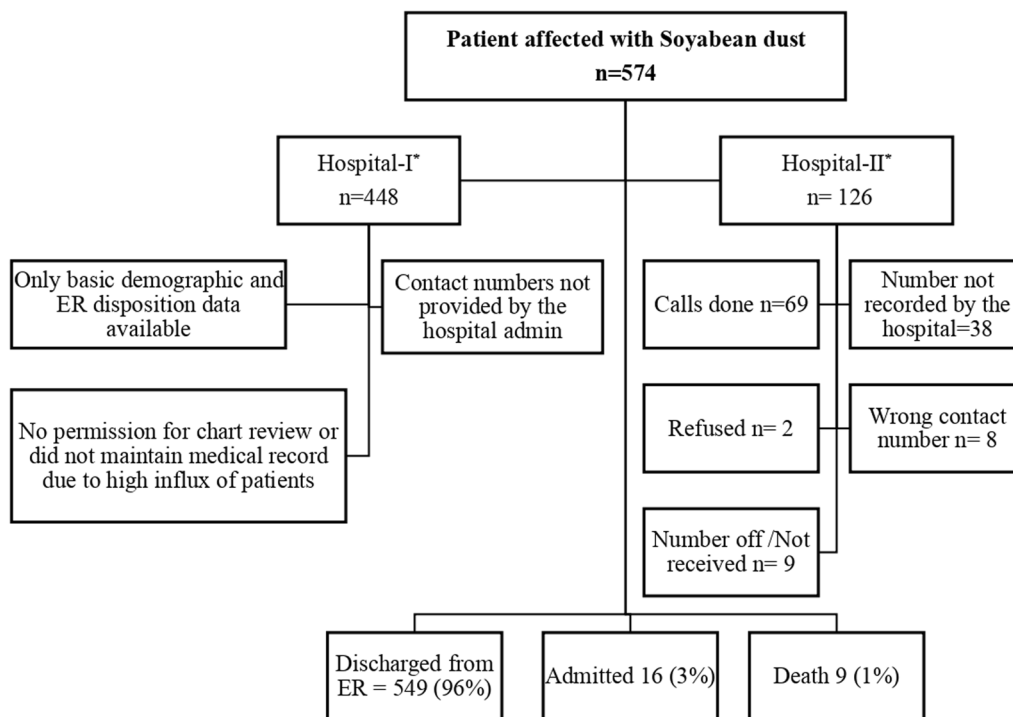 Patient affected with Soyabean dust
n=574
Hospital-I*
n=448
Hospital-II*
n= 126
Only basic demographic and
ER disposition data
available
Contact numbers not
provided by the
hospital admin
Calls done n=69
Number not
recorded by the
hospital=38
No permission for chart review or
did not maintain medical record
due to high influx of patients
Refused n= 2
Wrong contact
number n= 8
Number off /Not
received n= 9
Discharged from
ER = 549 (96%)
Admitted 16 (3%)
Death 9 (1%)